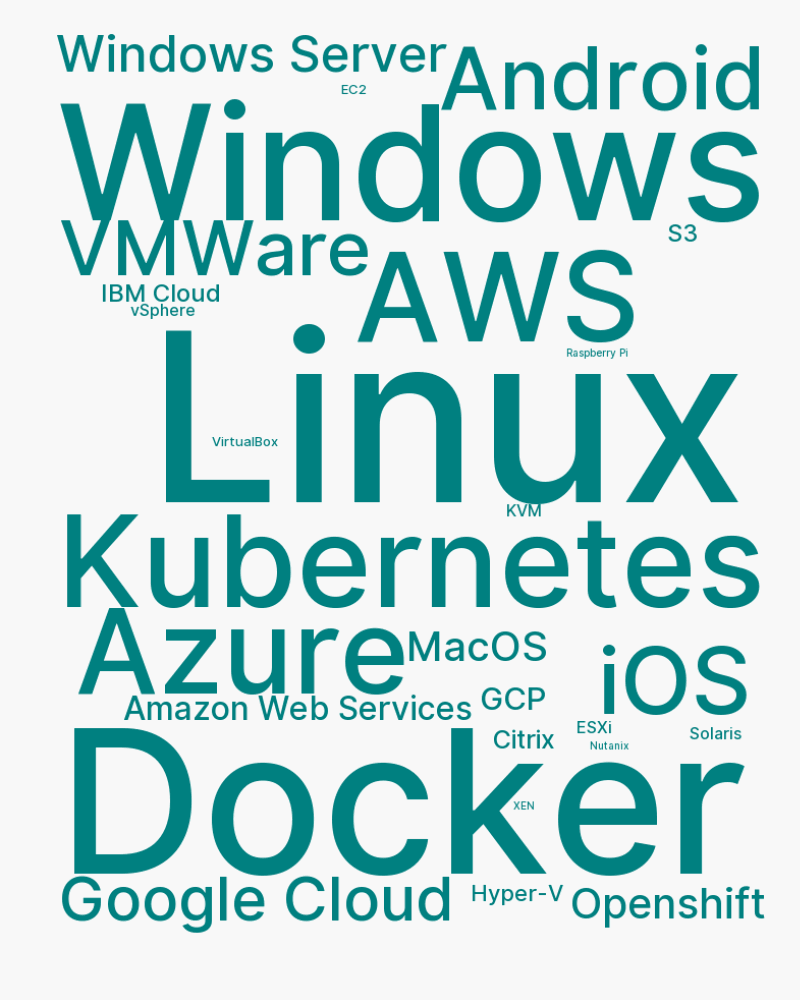 Windows Server
Android
EC2
Windows
VMWare
S3
AWS
IBM Cloud
vSphere
Raspberry Pi
Linux
VirtualBox
KVM
Kubernetes
Azure
MacOS
iOS
Amazon Web Services
GCP
ESXi
Solaris
Citrix
Nutanix
Docker
XEN
Google Cloud
Hyper-V
Openshift